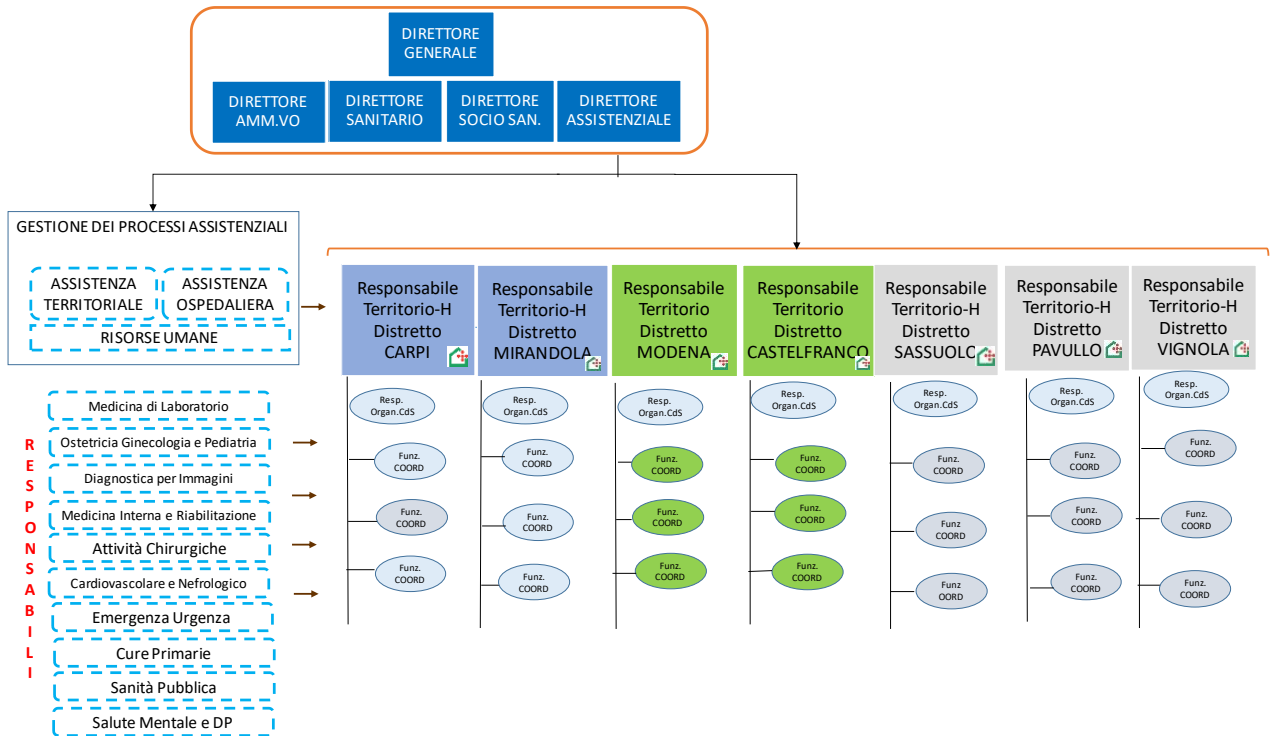 DIRETTORE
GENERALE
DIRETTORE
AMM.VO
DIRETTORE
SANITARIO
DIRETTORE
SOCIO SAN.
DIRETTORE
ASSISTENZIALE
GESTIONE DEI PROCESSI ASSISTENZIALI
ASSISTENZA
TERRITORIALE
ASSISTENZA
OSPEDALIERA
RISORSE UMANE
Responsabile
Territorio-H
Distretto
CARPI
Responsabile
Territorio-H
Distretto
MIRANDOLA
Responsabile
Territorio
Distretto
MODENA
Responsabile
Territorio
Distretto
CASTELFRANCO
Responsabile
Territorio-H
Distretto
SASSUOLO
Responsabile
Territorio-H
Distretto
PAVULLO
Responsabile
Territorio-H
Distretto
VIGNOLA
RESPONSABILI
Medicina di Laboratorio
Ostetricia Ginecologia e Pediatria
Diagnostica per Immagini
Medicina Interna e Riabilitazione
Attività Chirurgiche
Cardiovascolare e Nefrologico
Emergenza Urgenza
Cure Primarie
Sanità Pubblica
Salute Mentale e DP
Resp.
Organ.CdS
Funz.
COORD
Funz.
COORD
Funz.
COORD
Resp.
Organ.CdS
Funz.
COORD
Funz.
COORD
Funz.
COORD
Resp.
Organ.CdS
Funz.
COORD
Funz.
COORD
Funz.
COORD
Resp.
Organ.CdS
Funz.
COORD
Funz.
COORD
Funz.
COORD
Resp.
Organ.CdS
Funz.
COORD
Funz
COORD
Funz
OORD
Resp.
Organ.CdS
Funz.
COORD
Funz.
COORD
Funz.
COORD
Resp.
Organ.CdS
Funz.
COORD
Funz.
COORD
Funz.
COORD